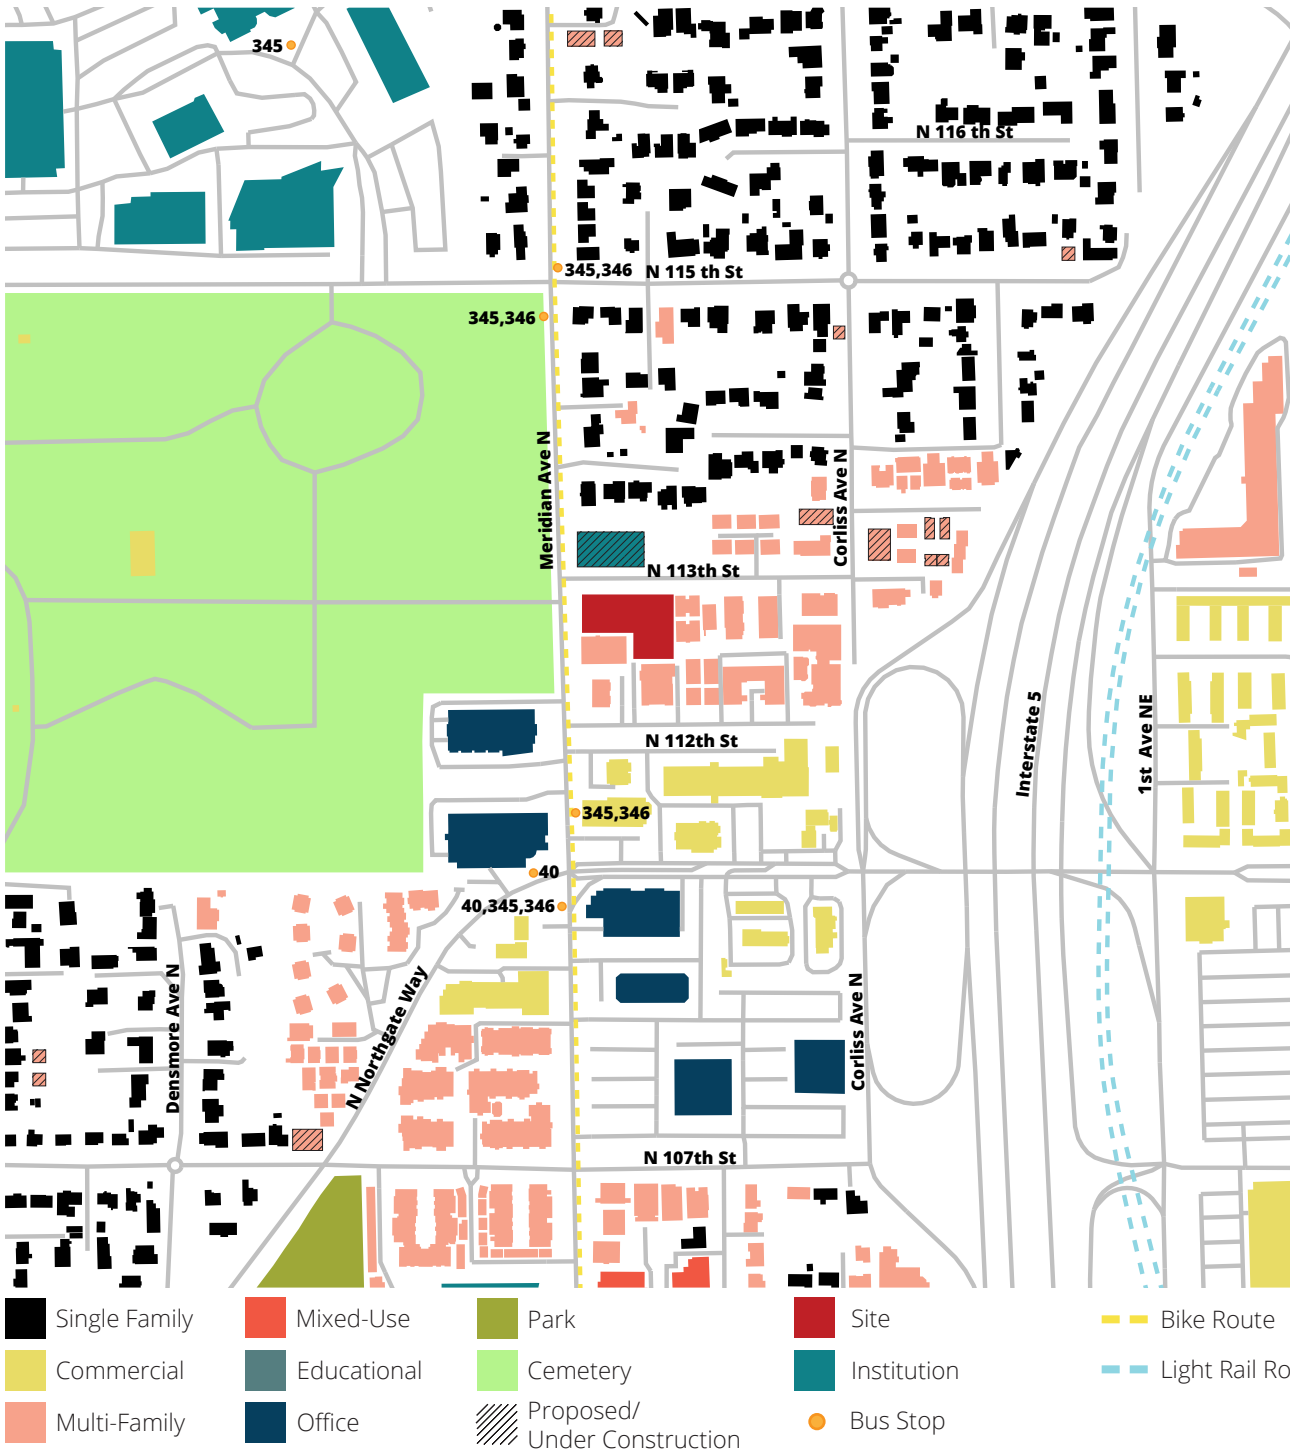 345
N 116 th St
345,346
N 115 th St
345,346
Meridian Ave N
Corliss Ave N
N 113th St
N 112th St
Interstate 5
1st Ave NE
345,346
40
40,345,346
Densmore Ave N
N Northgate Way
Corliss Ave N
N 107th St
Single Family
Mixed-Use
Park
Site
Bike Route
Commercial
Educational
Cemetery
Institution
Light Rail Ro
Multi-Family
Office
Proposed/
Under Construction
Bus Stop